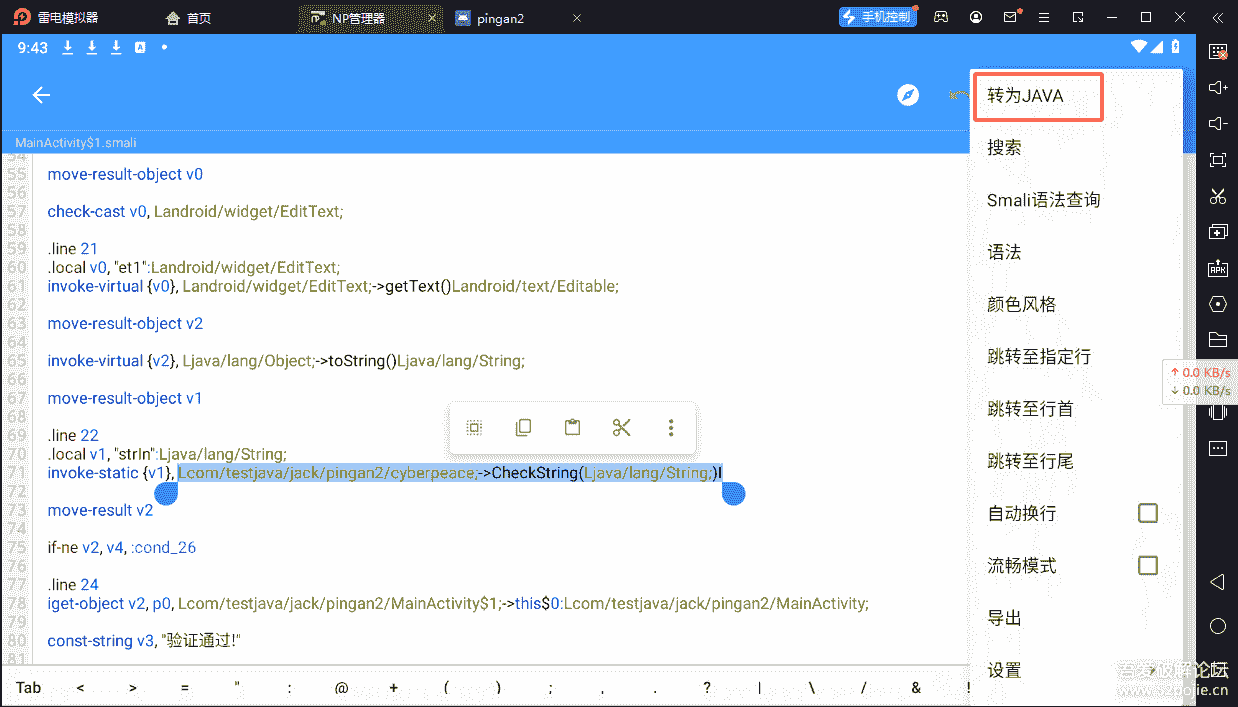 雷电模拟器 首页 NP管理器 × pingan2 × 手机控制
9:43
MainActivity$1.smali
转为JAVA
搜索
Smali语法查询
语法
颜色风格
跳转至指定行
跳转至行首
跳转至行尾
自动换行
流畅模式
导出
设置
54
55 move-result-object v0
56
57 check-cast v0, Landroid/widget/EditText;
58
59 .line 21
60 .local v0, "et1":Landroid/widget/EditText;
61 invoke-virtual {v0}, Landroid/widget/EditText;->getText()Landroid/text/Editable;
62
63 move-result-object v2
64
65 invoke-virtual {v2}, Ljava/lang/Object;->toString()Ljava/lang/String;
66
67 move-result-object v1
68
69 .line 22
70 .local v1, "strIn":Ljava/lang/String;
71 invoke-static {v1}, Lcom/testjava/jack/pingan2/cyberpeace;->CheckString(Ljava/lang/String;)I
72
73 move-result v2
74
75 if-ne v2, v4, :cond_26
76
77 .line 24
78 iget-object v2, p0, Lcom/testjava/jack/pingan2/MainActivity$1;->this$0:Lcom/testjava/jack/pingan2/MainActivity;
79
80 const-string v3, "验证通过!"
81
↑ 0.0 KB/s
↓ 0.0 KB/s
APK
Tab < > = " : @ + ( ) ; , . ? | \ / & !
吾爱破解论坛
www.52pojie.cn